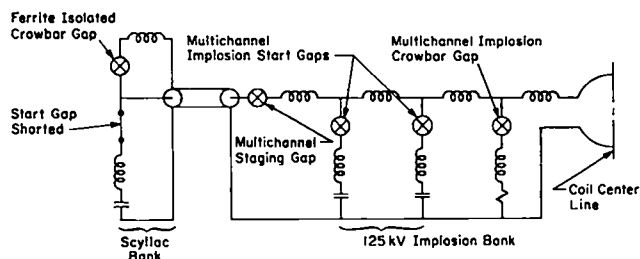 Ferrite Isolated
Crowbar Gap
Multichannel
Implosion Start Gaps
Multichannel Implosion
Crowbar Gap
Start Gap
Shorted
Multichannel
Staging Gap
Coil Center
Line
Scyllac
Bank
125 kV Implosion Bank